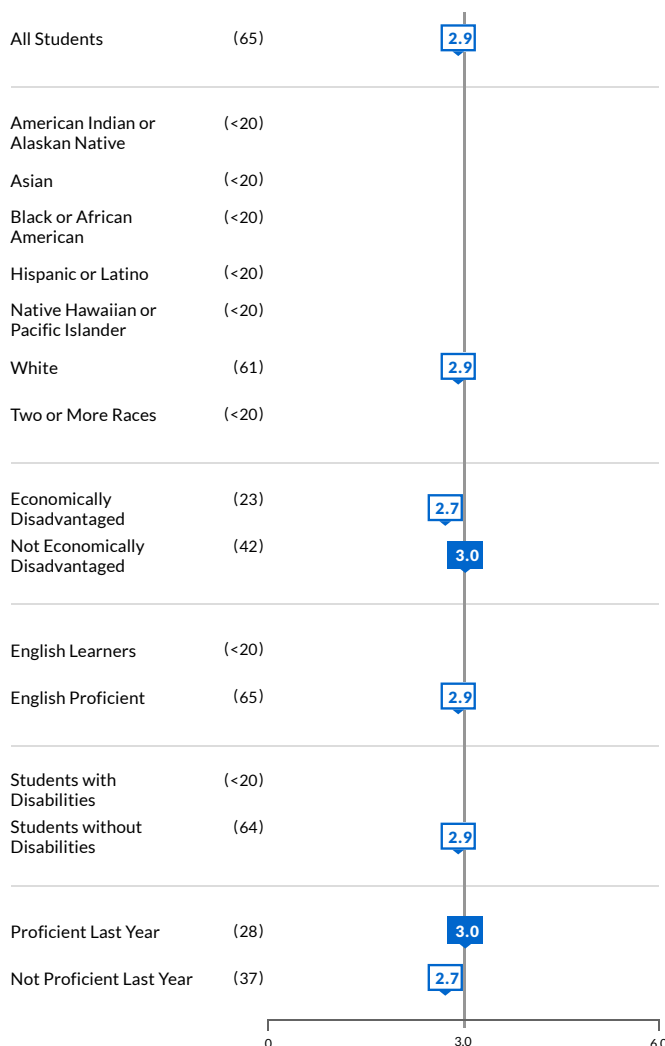 All Students (65) 2.9
American Indian or (<20)
Alaskan Native
Asian (<20)
Black or African (<20)
American
Hispanic or Latino (<20)
Native Hawaiian or (<20)
Pacific Islander
White (61) 2.9
Two or More Races (<20)
Economically (23) 2.7
Disadvantaged
Not Economically (42) 3.0
Disadvantaged
English Learners (<20)
English Proficient (65) 2.9
Students with (<20)
Disabilities
Students without (64) 2.9
Disabilities
Proficient Last Year (28) 3.0
Not Proficient Last Year (37) 2.7
0 3.0 6.0